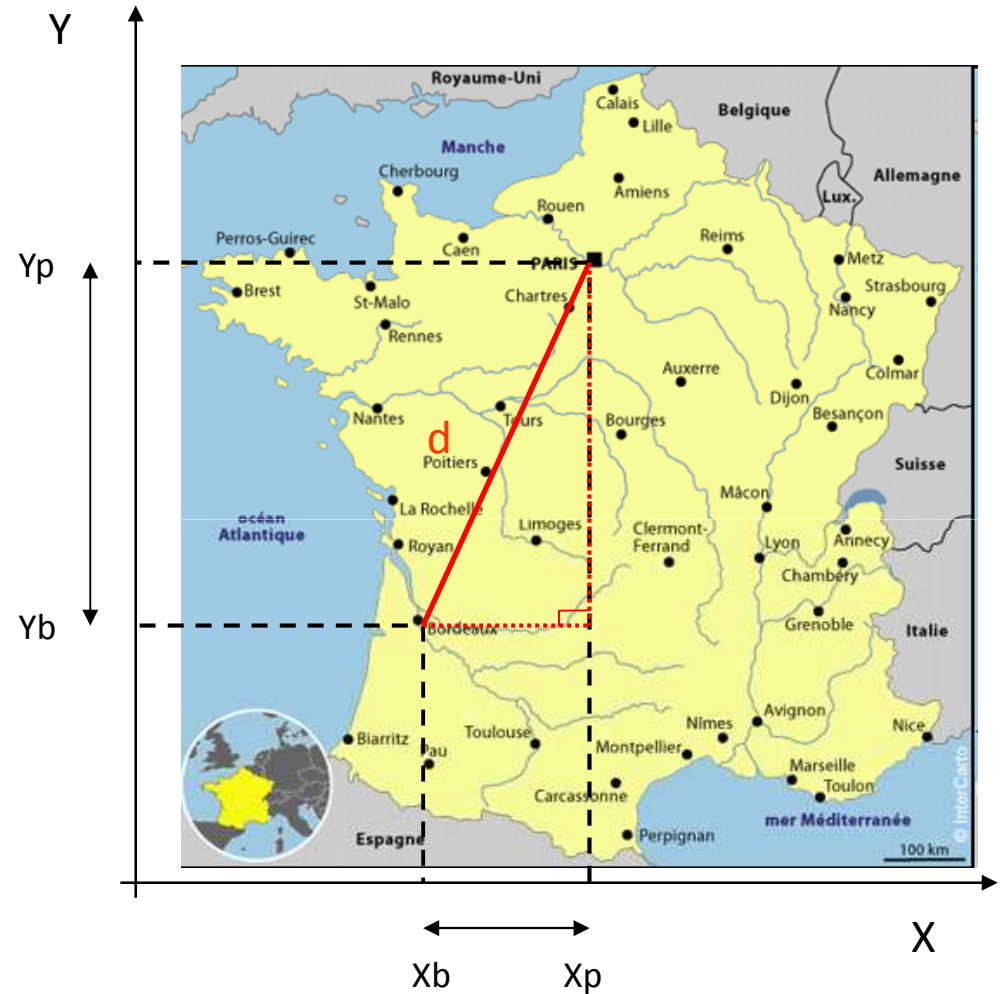 Y
Royaume-Uni
Calais
Belgique
Lille
Manche
Cherbourg
Allemagne
Amiens
Lux.
Rouen
Perros-Guirec
Caen
Reims
Yp
PARIS
Metz
Brest
St-Malo
Chartres
Strasbourg
Nancy
Rennes
Auxerre
Colmar
Dijon
Nantes
Tours
Bourges
Besançon
d
Poitiers
Suisse
Mâcon
La Rochelle
océan
Atlantique
Limoges
Clermont-
Ferrand
Royan
Lyon
Annecy
Chambéry
Yb
Bordeaux
Grenoble
Italie
Avignon
Biarritz
Pau
Toulouse
Nîmes
Nice
Montpellier
Marseille
Carcassonne
Toulon
mer Méditerranée
© InterCarto
Espagne
Perpignan
100 km
X
Xb
Xp